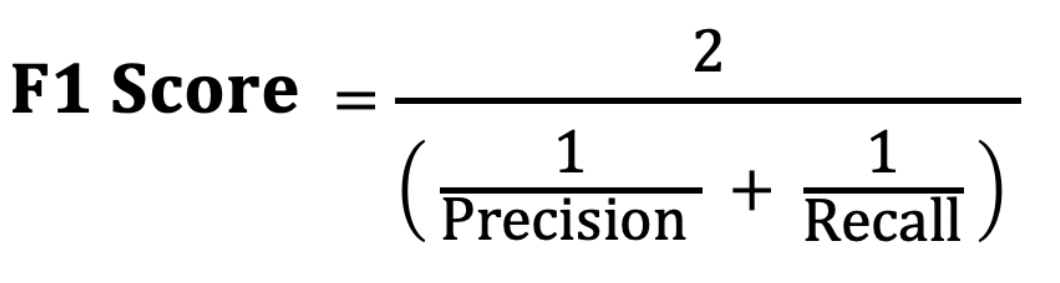 2
F1 Score =
1 1
( + )
Precision Recall